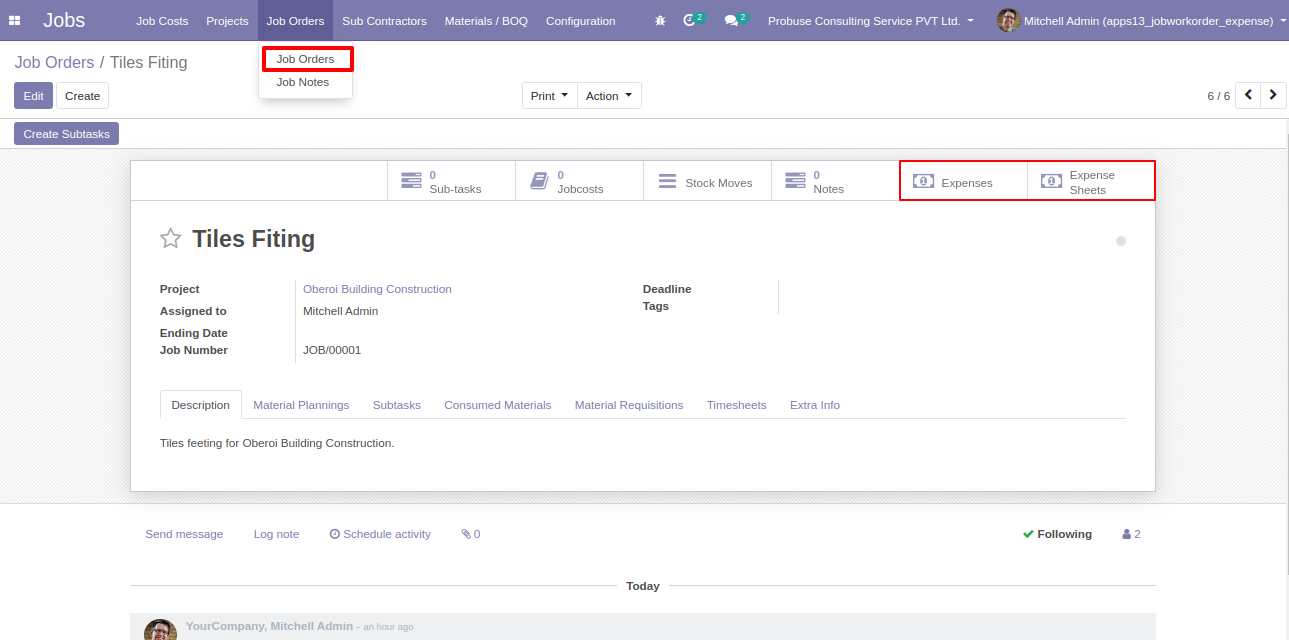 Jobs Job Costs Projects Job Orders Sub Contractors Materials / BOQ Configuration 2 2 Probuse Consulting Service PVT Ltd. Mitchell Admin (apps13_jobworkorder_expense)
Job Orders
Job Notes
Job Orders / Tiles Fiting
Edit Create Print Action 6 / 6
Create Subtasks
0 Sub-tasks
0 Jobcosts
Stock Moves
0 Notes
Expenses
Expense
Sheets
Tiles Fiting
Project Oberoi Building Construction Deadline
Assigned to Mitchell Admin Tags
Ending Date
Job Number JOB/00001
Description Material Plannings Subtasks Consumed Materials Material Requisitions Timesheets Extra Info
Tiles feeting for Oberoi Building Construction.
Send message Log note Schedule activity 0 Following 2
Today
YourCompany, Mitchell Admin - an hour ago